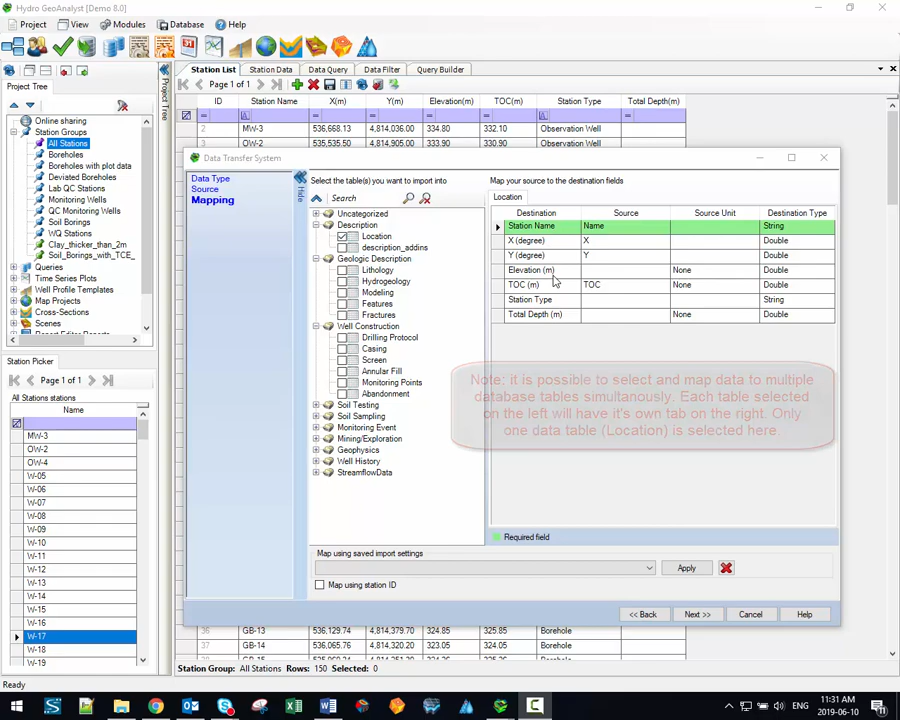 Hydro GeoAnalyst [Demo 8.0]
Project View Modules Database Help
Project Tree
Online sharing
Station Groups
All Stations
Boreholes
Boreholes with plot data
Deviated Boreholes
Lab QC Stations
Monitoring Wells
QC Monitoring Wells
Soil Borings
WQ Stations
Clay_thicker_than_2m
Soil_Borings_with_TCE_
Queries
Time Series Plots
Well Profile Templates
Map Projects
Cross-Sections
Scenes
Station Picker
Page 1 of 1
All Stations stations
Name
MW-3
OW-2
OW-4
W-05
W-06
W-07
W-08
W-09
W-10
W-11
W-12
W-13
W-14
W-15
W-16
W-17
W-18
W-19
Project Tree
Station List Station Data Data Query Data Filter Query Builder
Page 1 of 1
ID Station Name X(m) Y(m) Elevation(m) TOC(m) Station Type Total Depth(m)
2 MW-3 536,668.13 4,814,036.00 334.80 332.10 Observation Well
OW-2 535,535.50 4,814,905.00 333.90 330.90 Observation Well
Data Transfer System
Data Type
Source
Mapping
Hide
Select the table(s) you want to import into
Search
Uncategorized
Description
Location
description_addins
Geologic Description
Lithology
Hydrogeology
Modeling
Features
Fractures
Well Construction
Drilling Protocol
Casing
Screen
Annular Fill
Monitoring Points
Abandonment
Soil Testing
Soil Sampling
Monitoring Event
Mining/Exploration
Geophysics
Well History
StreamflowData
Map your source to the destination fields
Location
Destination Source Source Unit Destination Type
Station Name Name String
X (degree) X Double
Y (degree) Y Double
Elevation (m) None Double
TOC (m) TOC None Double
Station Type String
Total Depth (m) None Double
Note: it is possible to select and map data to multiple
database tables simultanously. Each table selected
on the left will have it's own tab on the right. Only
one data table (Location) is selected here.
Required field
Map using saved import settings
Apply
Map using station ID
<< Back Next >> Cancel Help
36 GB-13 536,129.74 4,814,379.70 324.85 325.85 Borehole
37 GB-14 536,065.76 4,814,320.20 323.05 324.05 Borehole
Station Group: All Stations Rows: 150 Selected: 0
Ready
ENG
11:31 AM
2019-06-10